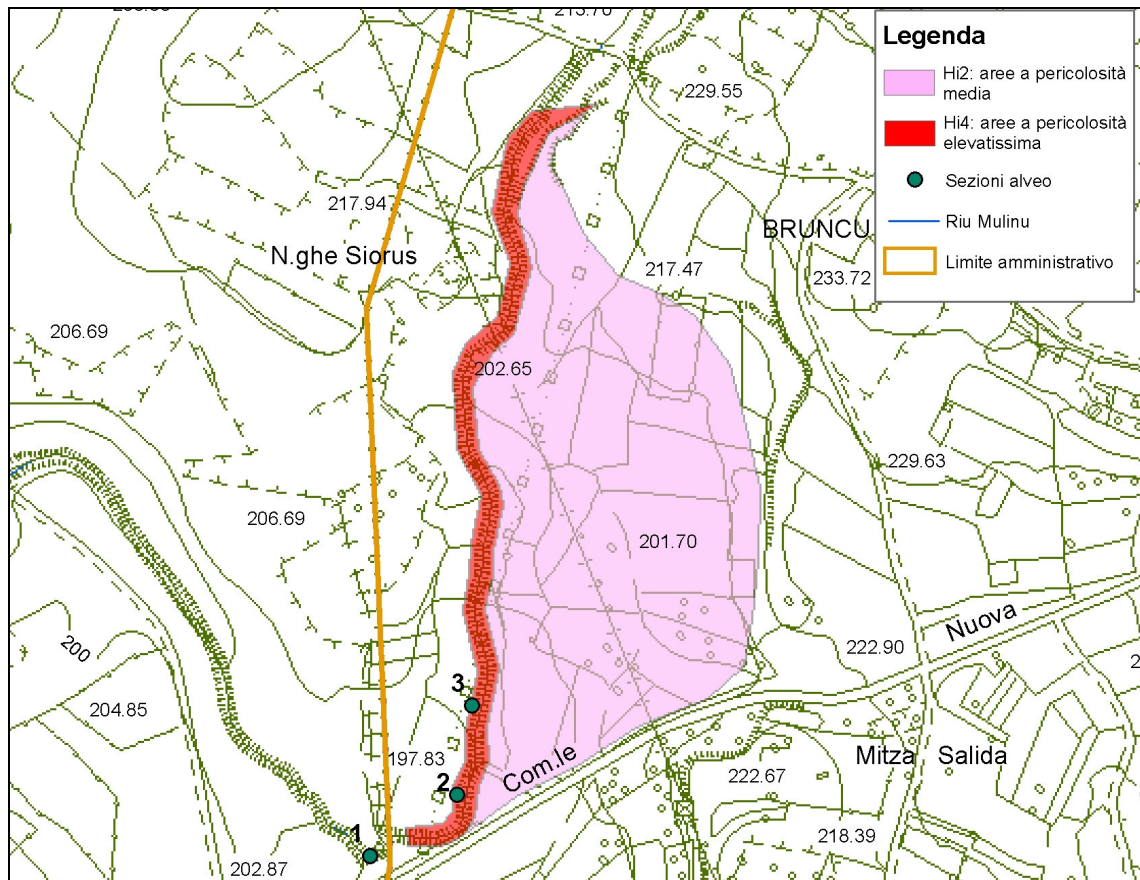 213.70
Legenda
Hi2: aree a pericolosità
media
Hi4: aree a pericolosità
elevatissima
Sezioni alveo
Riu Mulinu
Limite amministrativo
229.55
217.94
BRUNCU
N.ghe Siorus
217.47
233.72
206.69
202.65
229.63
206.69
201.70
Nuova
200
222.90
3
204.85
197.83
Com.le
Mitza Salida
2
222.67
1
218.39
202.87